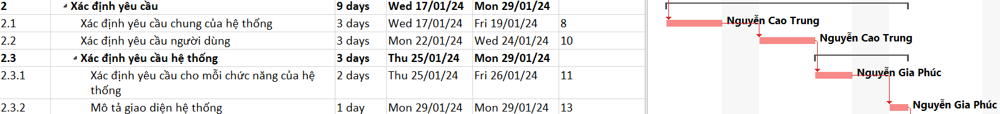 2 Xác định yêu cầu 9 days Wed 17/01/24 Mon 29/01/24
2.1 Xác định yêu cầu chung của hệ thống 3 days Wed 17/01/24 Fri 19/01/24 8 Nguyễn Cao Trung
2.2 Xác định yêu cầu người dùng 3 days Mon 22/01/24 Wed 24/01/24 10 Nguyễn Cao Trung
2.3 Xác định yêu cầu hệ thống 3 days Thu 25/01/24 Mon 29/01/24
2.3.1 Xác định yêu cầu cho mỗi chức năng của hệ 2 days Thu 25/01/24 Fri 26/01/24 11 Nguyễn Gia Phúc
thống
2.3.2 Mô tả giao diện hệ thống 1 day Mon 29/01/24 Mon 29/01/24 13 Nguyễn Gia Phúc